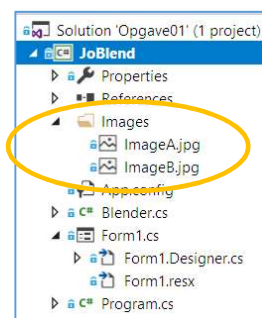 Solution 'Opgave01' (1 project)
C# JoBlend
Properties
References
Images
ImageA.jpg
ImageB.jpg
App.config
C# Blender.cs
Form1.cs
Form1.Designer.cs
Form1.resx
C# Program.cs